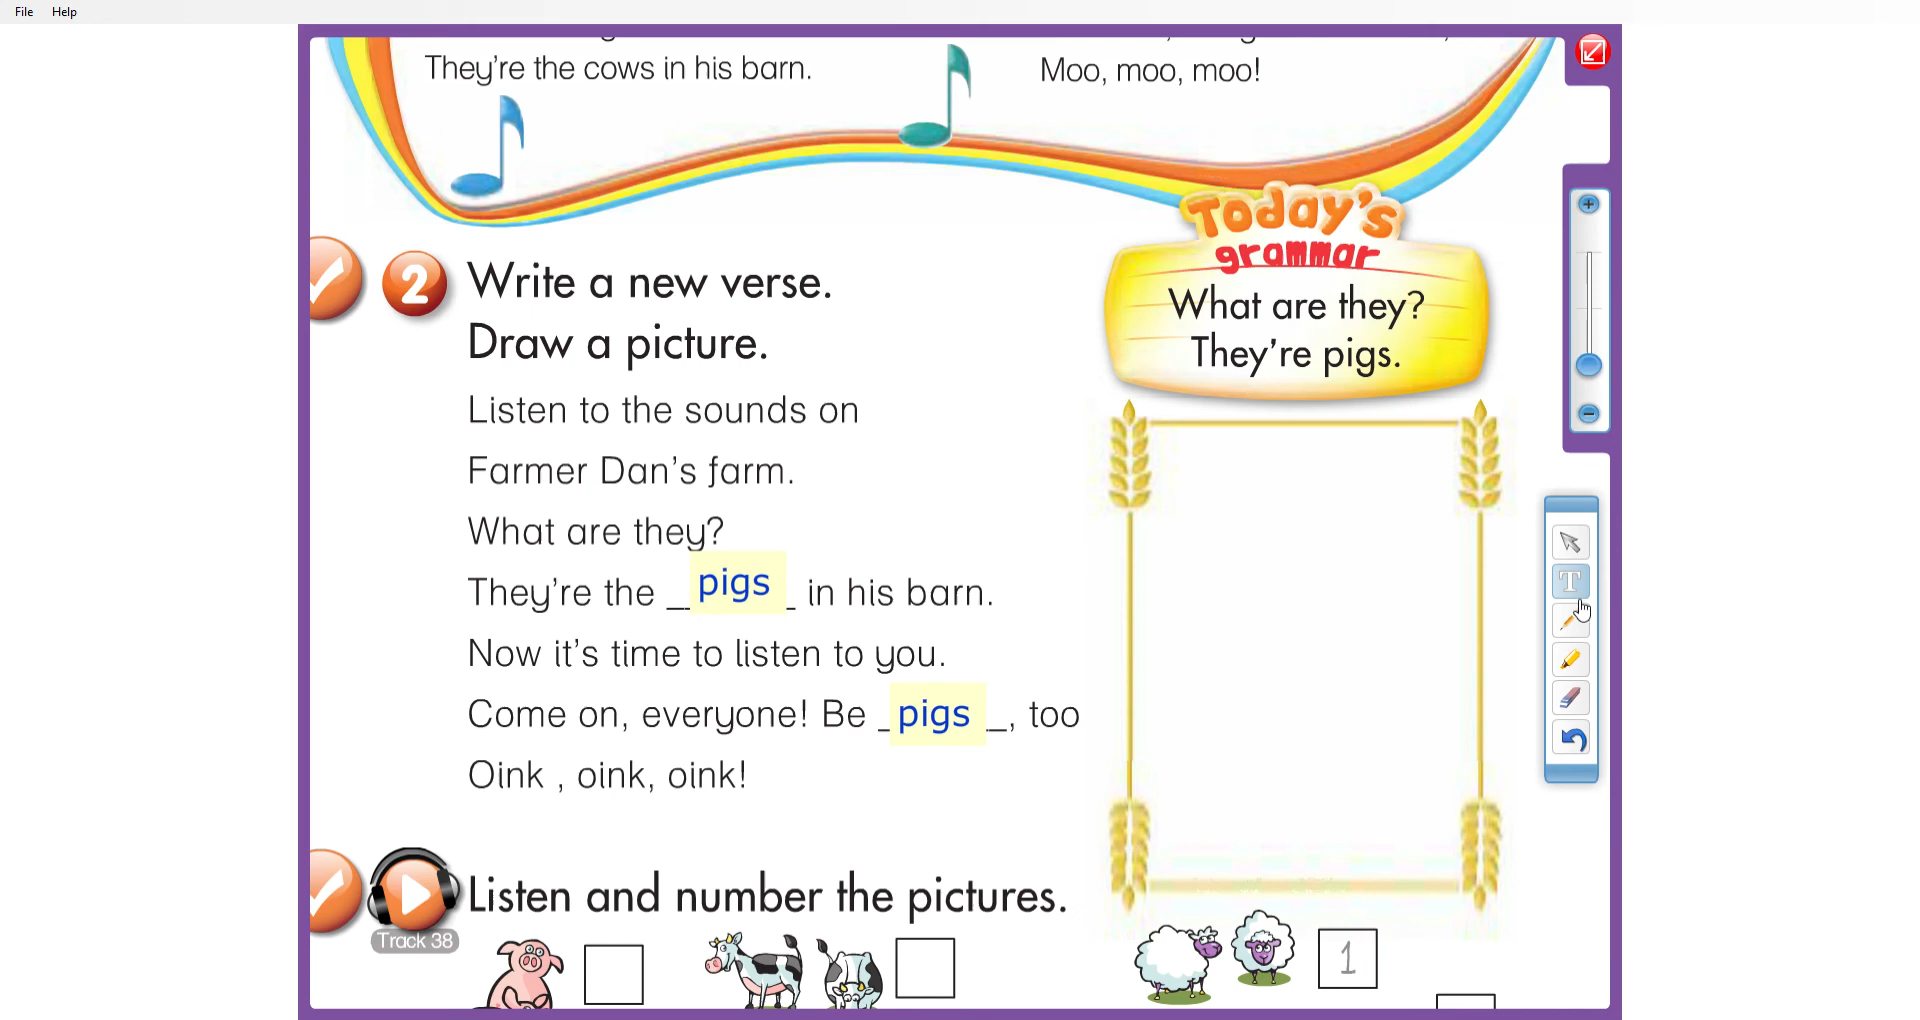 File Help
They're the cows in his barn.
Moo, moo, moo!
Today's
grammar
What are they?
They're pigs.
2 Write a new verse.
Draw a picture.
Listen to the sounds on
Farmer Dan's farm.
What are they?
They're the _pigs_ in his barn.
Now it's time to listen to you.
Come on, everyone! Be _pigs_, too
Oink , oink, oink!
T
Listen and number the pictures.
Track 38
1